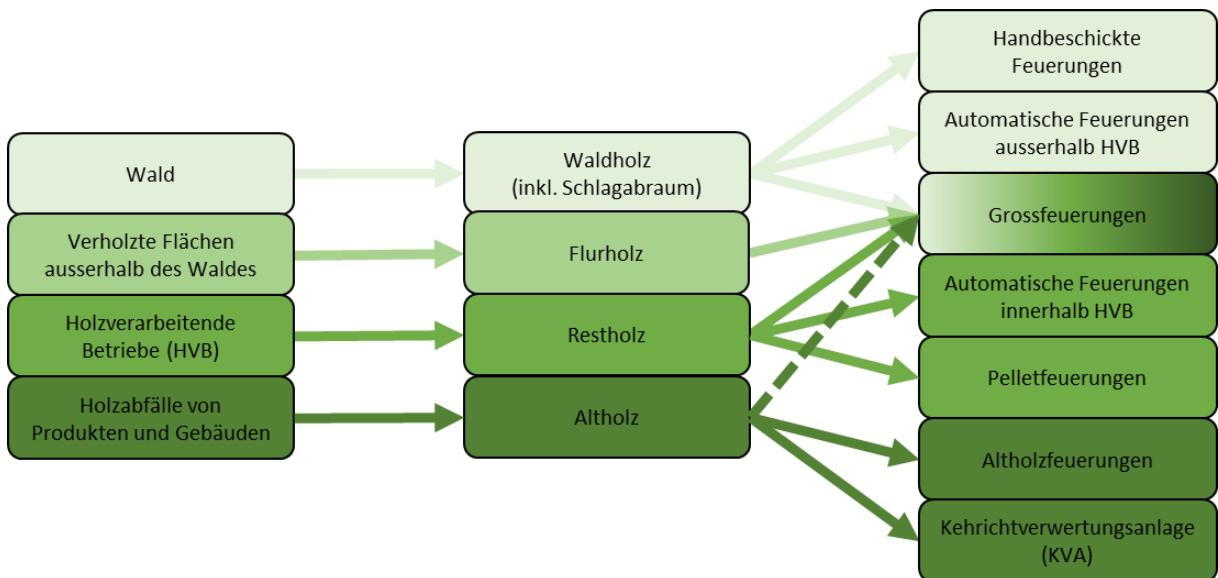 Wald
Verholzte Flächen
ausserhalb des Waldes
Holzverarbeitende
Betriebe (HVB)
Holzabfälle von
Produkten und Gebäuden
Waldholz
(inkl. Schlagabraum)
Flurholz
Restholz
Altholz
Handbeschickte
Feuerungen
Automatische Feuerungen
ausserhalb HVB
Grossfeuerungen
Automatische Feuerungen
innerhalb HVB
Pelletfeuerungen
Altholzfeuerungen
Kehrichtverwertungsanlage
(KVA)